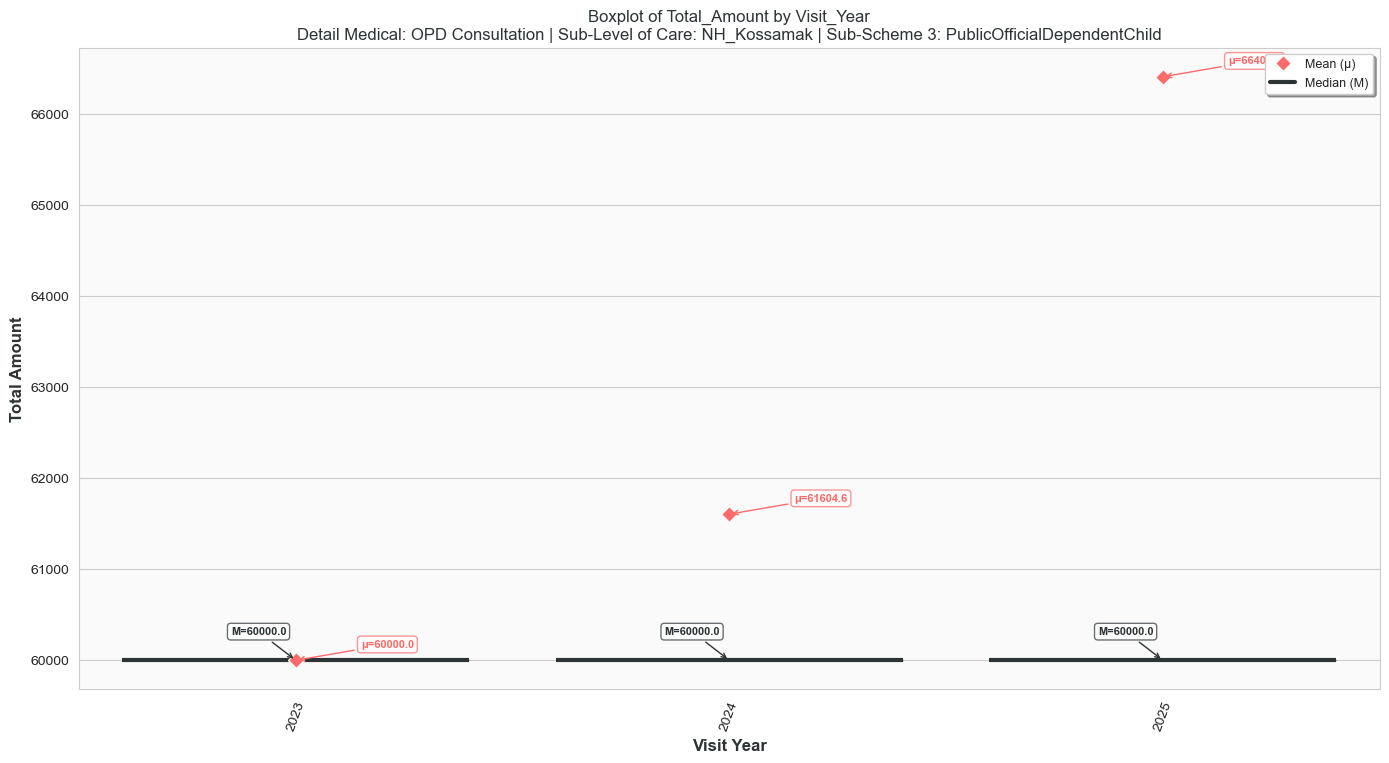 Boxplot of Total_Amount by Visit_Year
Detail Medical: OPD Consultation | Sub-Level of Care: NH_Kossamak | Sub-Scheme 3: PublicOfficialDependentChild
Mean (μ)
Median (M)
Total Amount
66000
65000
64000
63000
62000
61000
60000
μ=61604.6
M=60000.0
μ=60000.0
M=60000.0
M=60000.0
2023
2024
2025
Visit Year